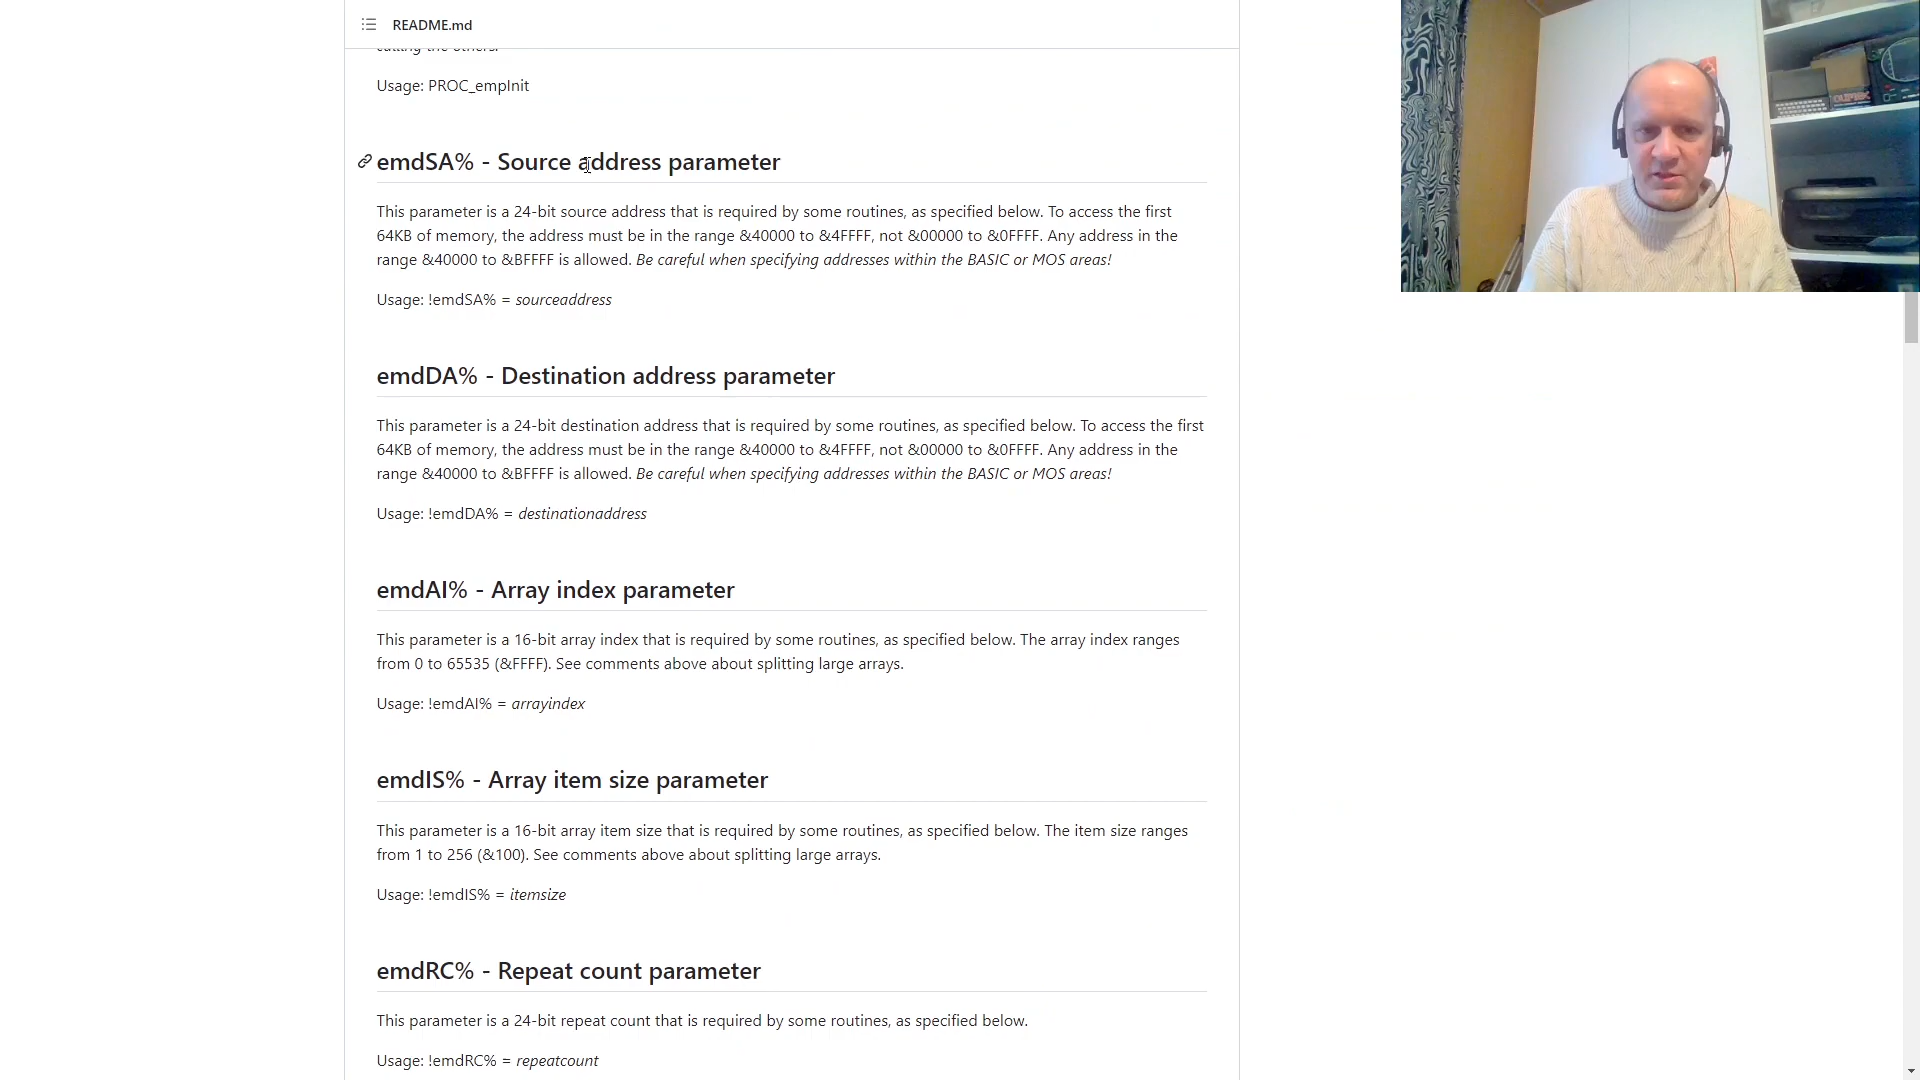 README.md
calling the others.
Usage: PROC_empInit
emdSA% - Source address parameter
This parameter is a 24-bit source address that is required by some routines, as specified below. To access the first
64KB of memory, the address must be in the range &40000 to &4FFFF, not &00000 to &0FFFF. Any address in the
range &40000 to &BFFFF is allowed. Be careful when specifying addresses within the BASIC or MOS areas!
Usage: !emdSA% = sourceaddress
emdDA% - Destination address parameter
This parameter is a 24-bit destination address that is required by some routines, as specified below. To access the first
64KB of memory, the address must be in the range &40000 to &4FFFF, not &00000 to &0FFFF. Any address in the
range &40000 to &BFFFF is allowed. Be careful when specifying addresses within the BASIC or MOS areas!
Usage: !emdDA% = destinationaddress
emdAI% - Array index parameter
This parameter is a 16-bit array index that is required by some routines, as specified below. The array index ranges
from 0 to 65535 (&FFFF). See comments above about splitting large arrays.
Usage: !emdAI% = arrayindex
emdIS% - Array item size parameter
This parameter is a 16-bit array item size that is required by some routines, as specified below. The item size ranges
from 1 to 256 (&100). See comments above about splitting large arrays.
Usage: !emdIS% = itemsize
emdRC% - Repeat count parameter
This parameter is a 24-bit repeat count that is required by some routines, as specified below.
Usage: !emdRC% = repeatcount